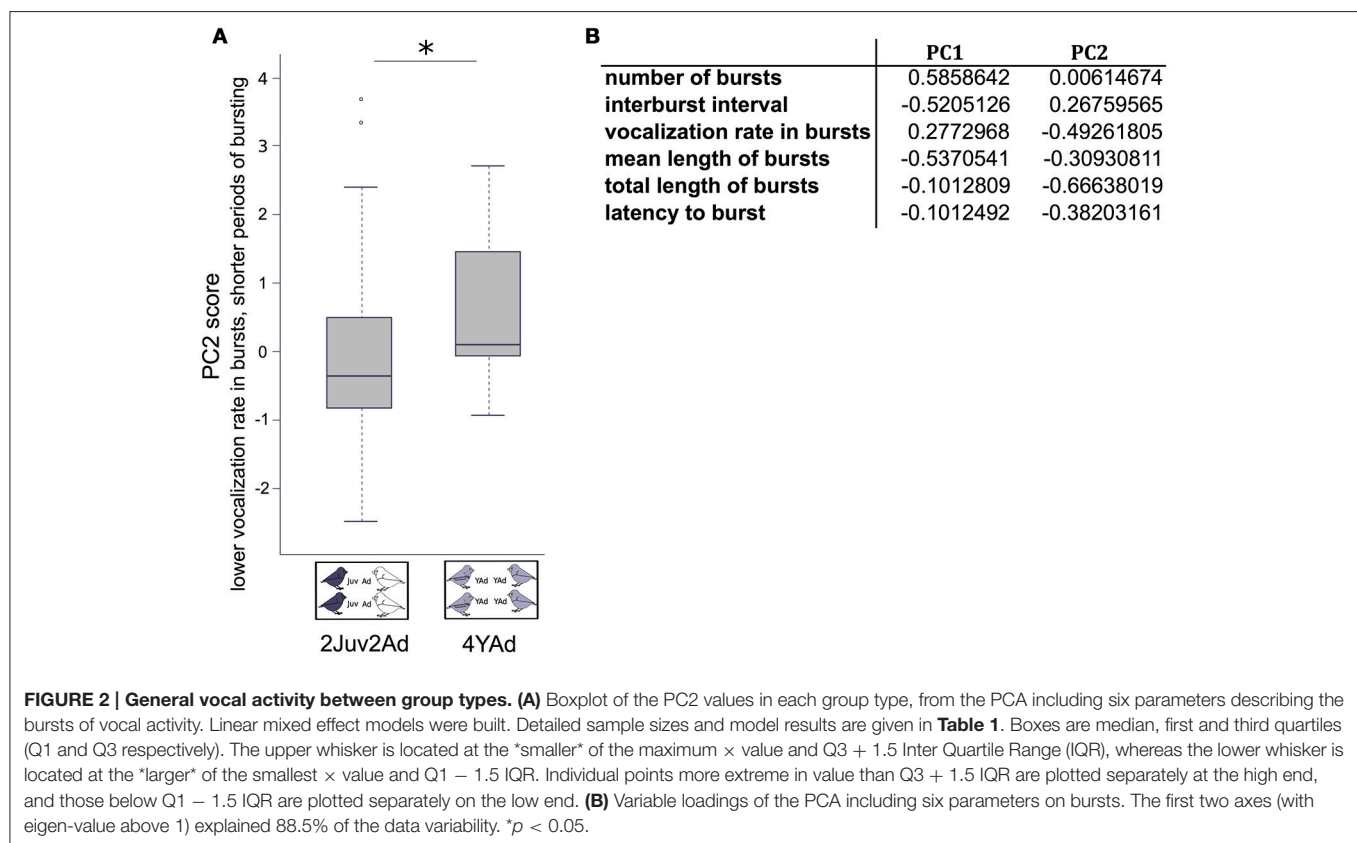 A
*
PC2 score
lower vocalization rate in bursts, shorter periods of bursting
4
3
2
1
0
-1
-2
Juv Ad
Juv Ad
YAd YAd
YAd YAd
2Juv2Ad
4YAd
B
PC1 PC2
number of bursts 0.5858642 0.00614674
interburst interval -0.5205126 0.26759565
vocalization rate in bursts 0.2772968 -0.49261805
mean length of bursts -0.5370541 -0.30930811
total length of bursts -0.1012809 -0.66638019
latency to burst -0.1012492 -0.38203161
FIGURE 2 | General vocal activity between group types. (A) Boxplot of the PC2 values in each group type, from the PCA including six parameters describing the
bursts of vocal activity. Linear mixed effect models were built. Detailed sample sizes and model results are given in Table 1. Boxes are median, first and third quartiles
(Q1 and Q3 respectively). The upper whisker is located at the *smaller* of the maximum × value and Q3 + 1.5 Inter Quartile Range (IQR), whereas the lower whisker is
located at the *larger* of the smallest × value and Q1 − 1.5 IQR. Individual points more extreme in value than Q3 + 1.5 IQR are plotted separately at the high end,
and those below Q1 − 1.5 IQR are plotted separately on the low end. (B) Variable loadings of the PCA including six parameters on bursts. The first two axes (with
eigen-value above 1) explained 88.5% of the data variability. *p < 0.05.